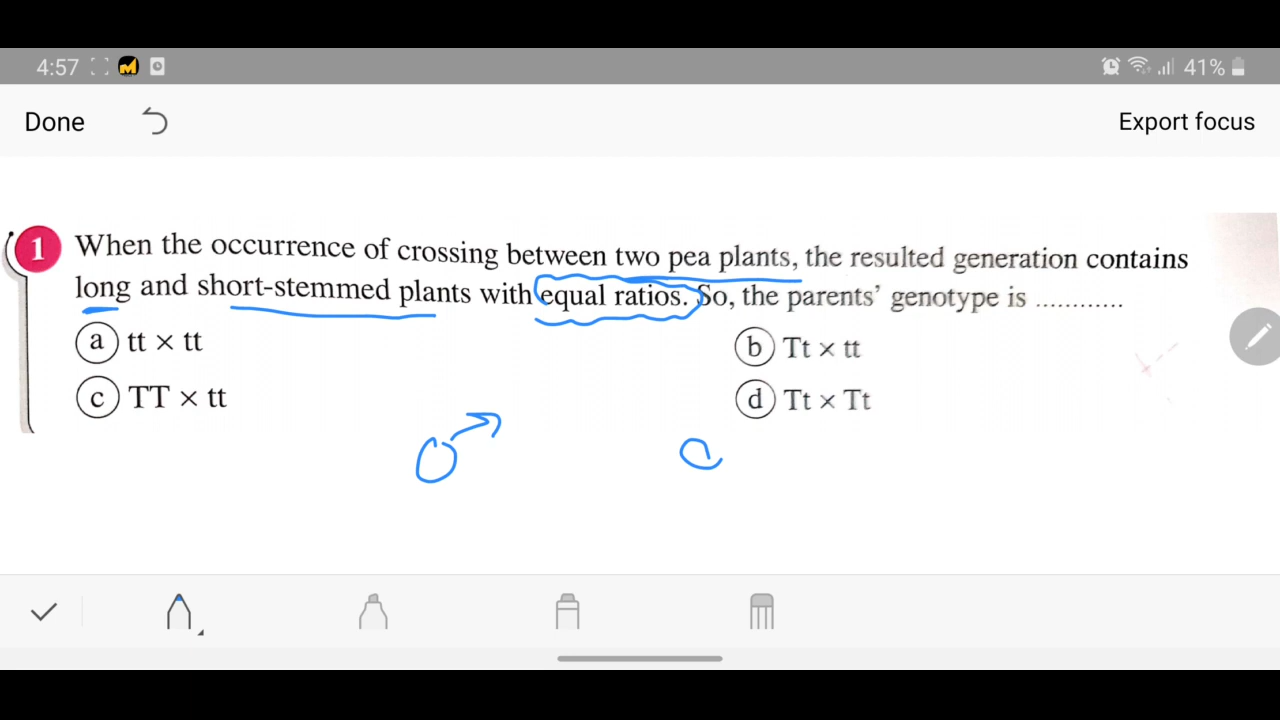 4:57 41%
Done Export focus
1 When the occurrence of crossing between two pea plants, the resulted generation contains
long and short-stemmed plants with equal ratios. So, the parents' genotype is ............
a tt × tt b Tt × tt
c TT × tt d Tt × Tt